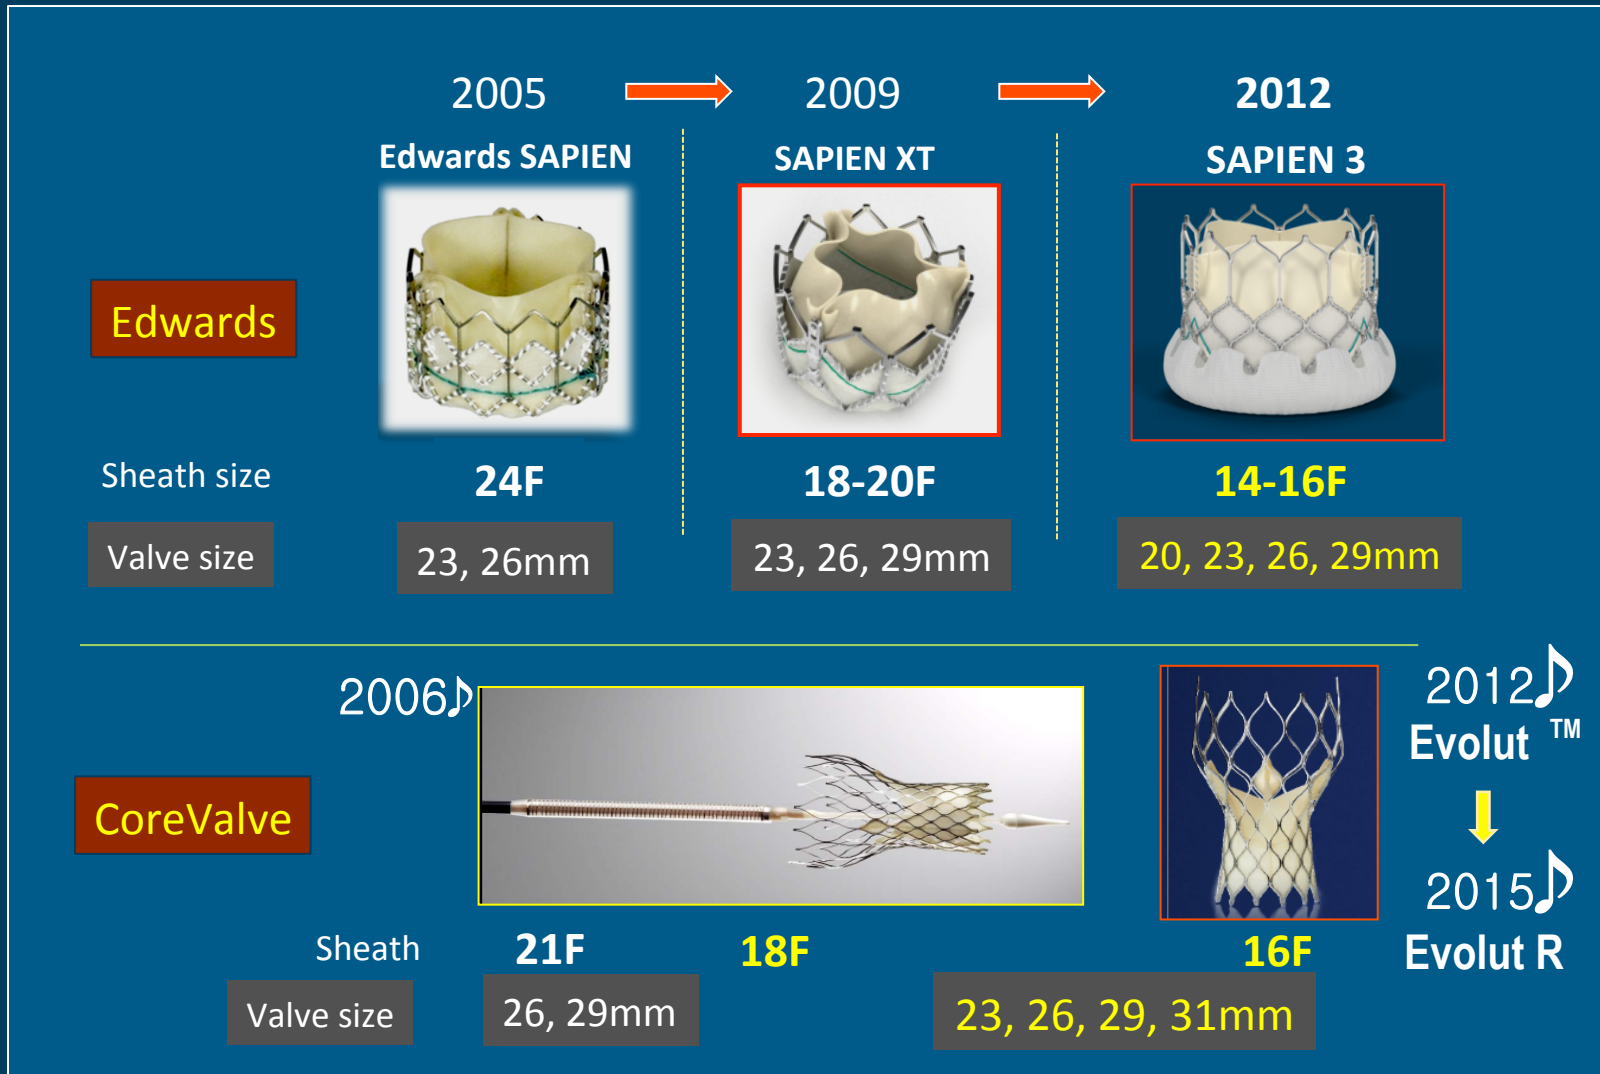 2005 2009 2012
Edwards SAPIEN SAPIEN XT SAPIEN 3
Edwards
Sheath size 24F 18-20F 14-16F
Valve size 23, 26mm 23, 26, 29mm 20, 23, 26, 29mm
2006♪ 2012♪
Evolut ™
CoreValve
2015♪
Evolut R
Sheath 21F 18F 16F
Valve size 26, 29mm 23, 26, 29, 31mm